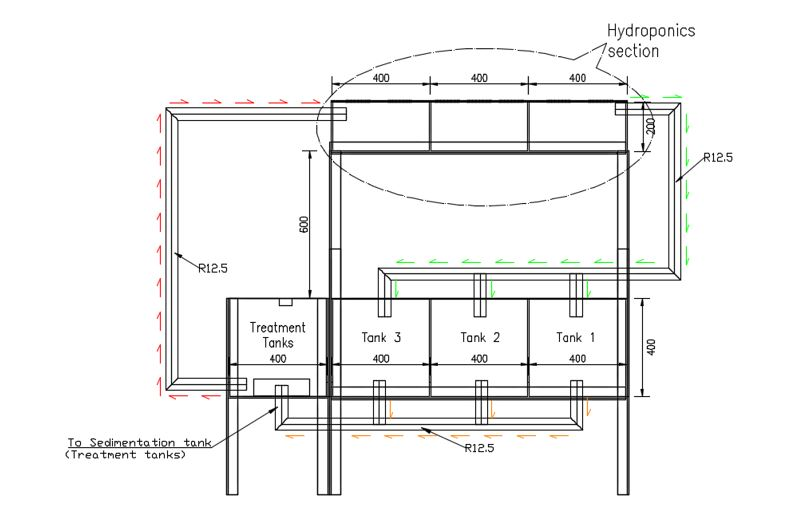 Hydroponics
section
400
400
400
200
R12.5
600
R12.5
Treatment
Tanks
Tank 3
Tank 2
Tank 1
400
400
400
400
400
To Sedimentation tank
(Treatment tanks)
R12.5